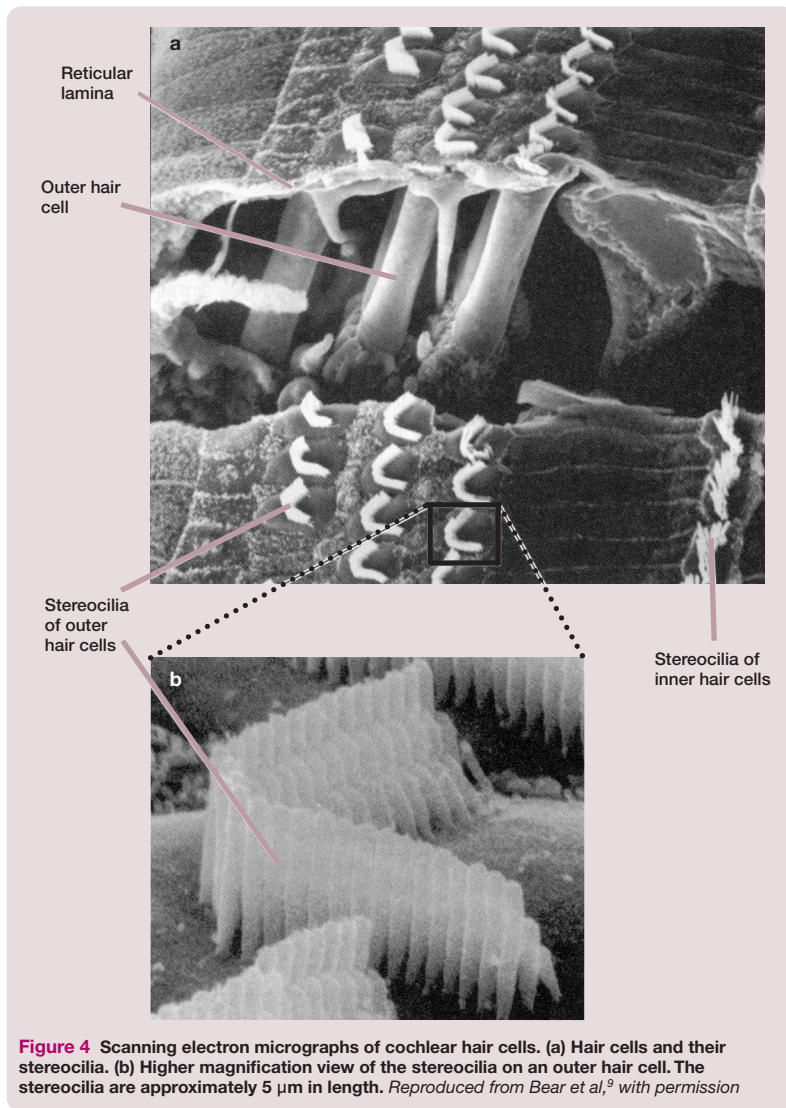 a
Reticular
lamina
Outer hair
cell
Stereocilia
of outer
hair cells
Stereocilia of
inner hair cells
b
Figure 4 Scanning electron micrographs of cochlear hair cells. (a) Hair cells and their
stereocilia. (b) Higher magnification view of the stereocilia on an outer hair cell. The
stereocilia are approximately 5 µm in length. Reproduced from Bear et al,⁹ with permission